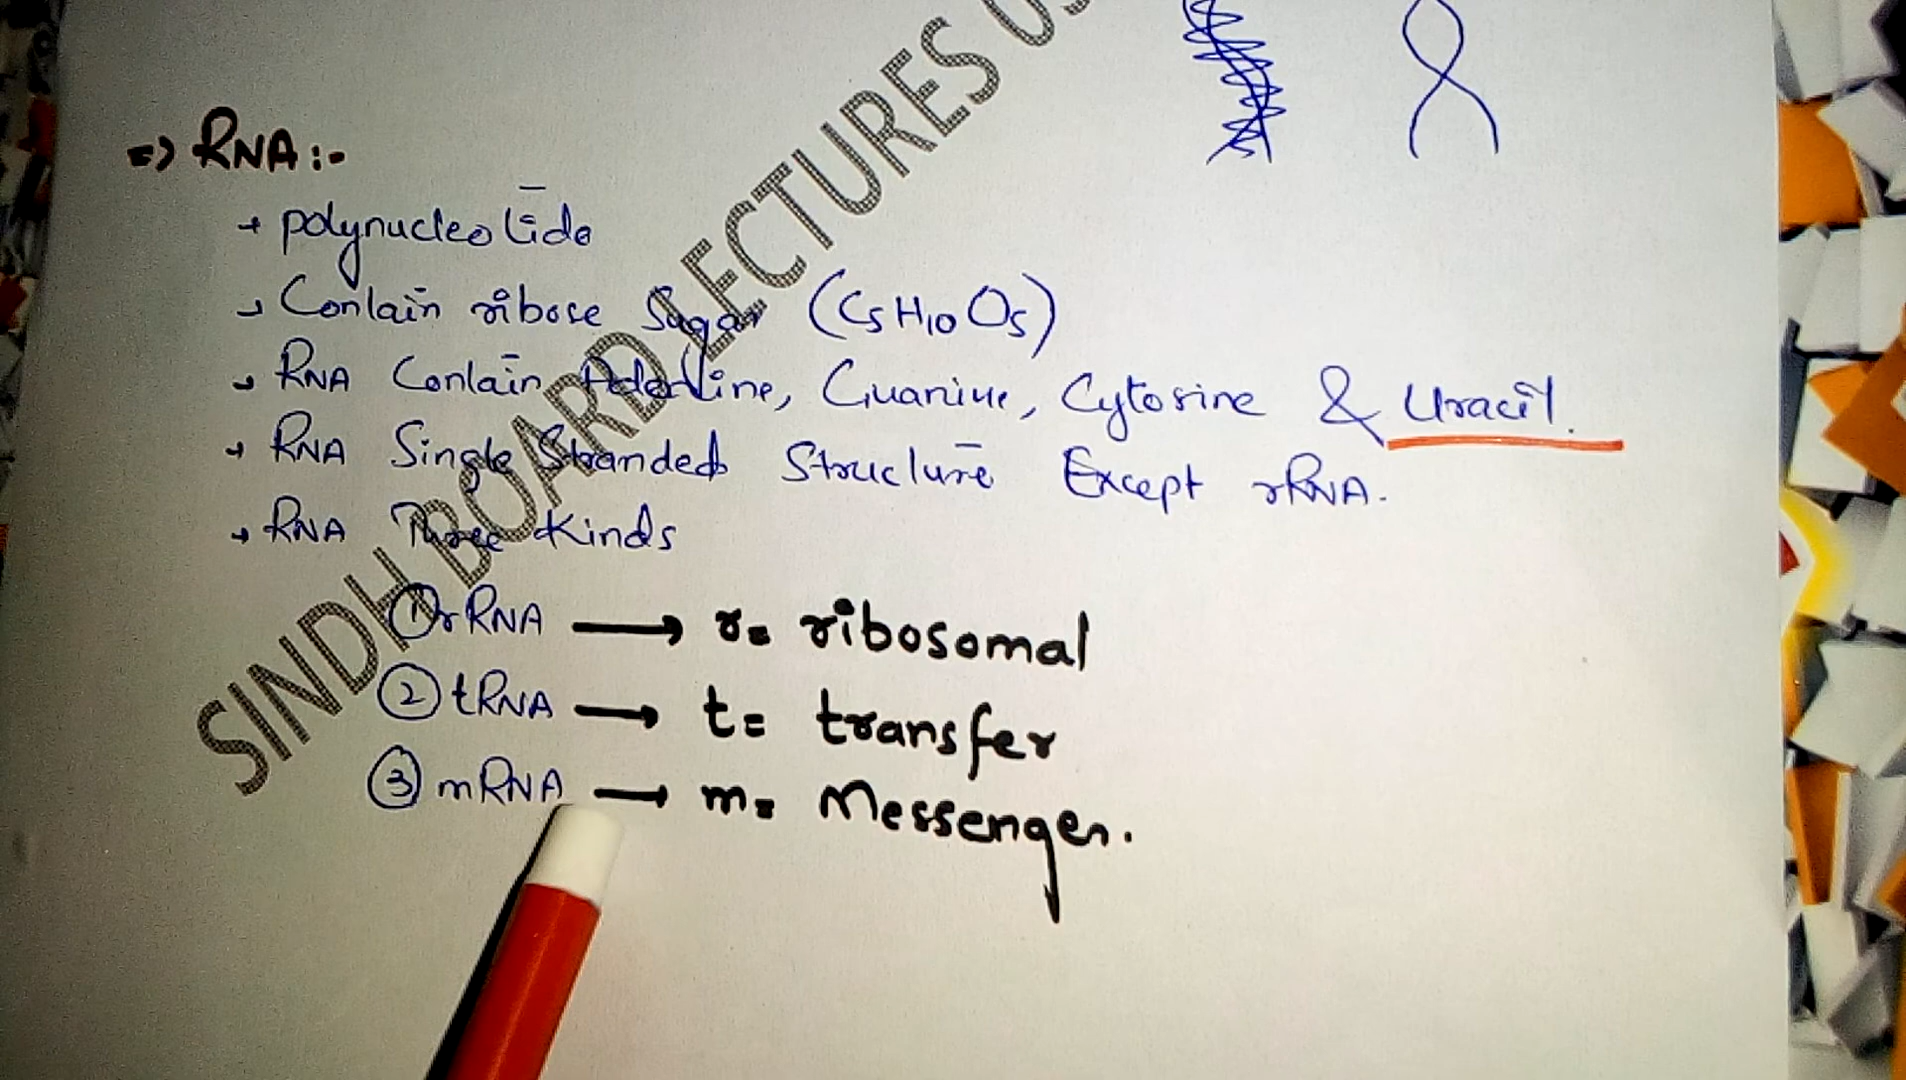 => RNA:-
→ polynucleotide
→ Contain ribose Sugar (C5H10O5)
→ RNA Contain Adenine, Guanine, Cytosine & Uracil.
→ RNA Single Stranded Structure Except rRNA.
→ RNA Three Kinds
① rRNA → r= ribosomal
② tRNA → t= transfer
③ mRNA → m= Messenger.
SINDH BOARD LECTURES